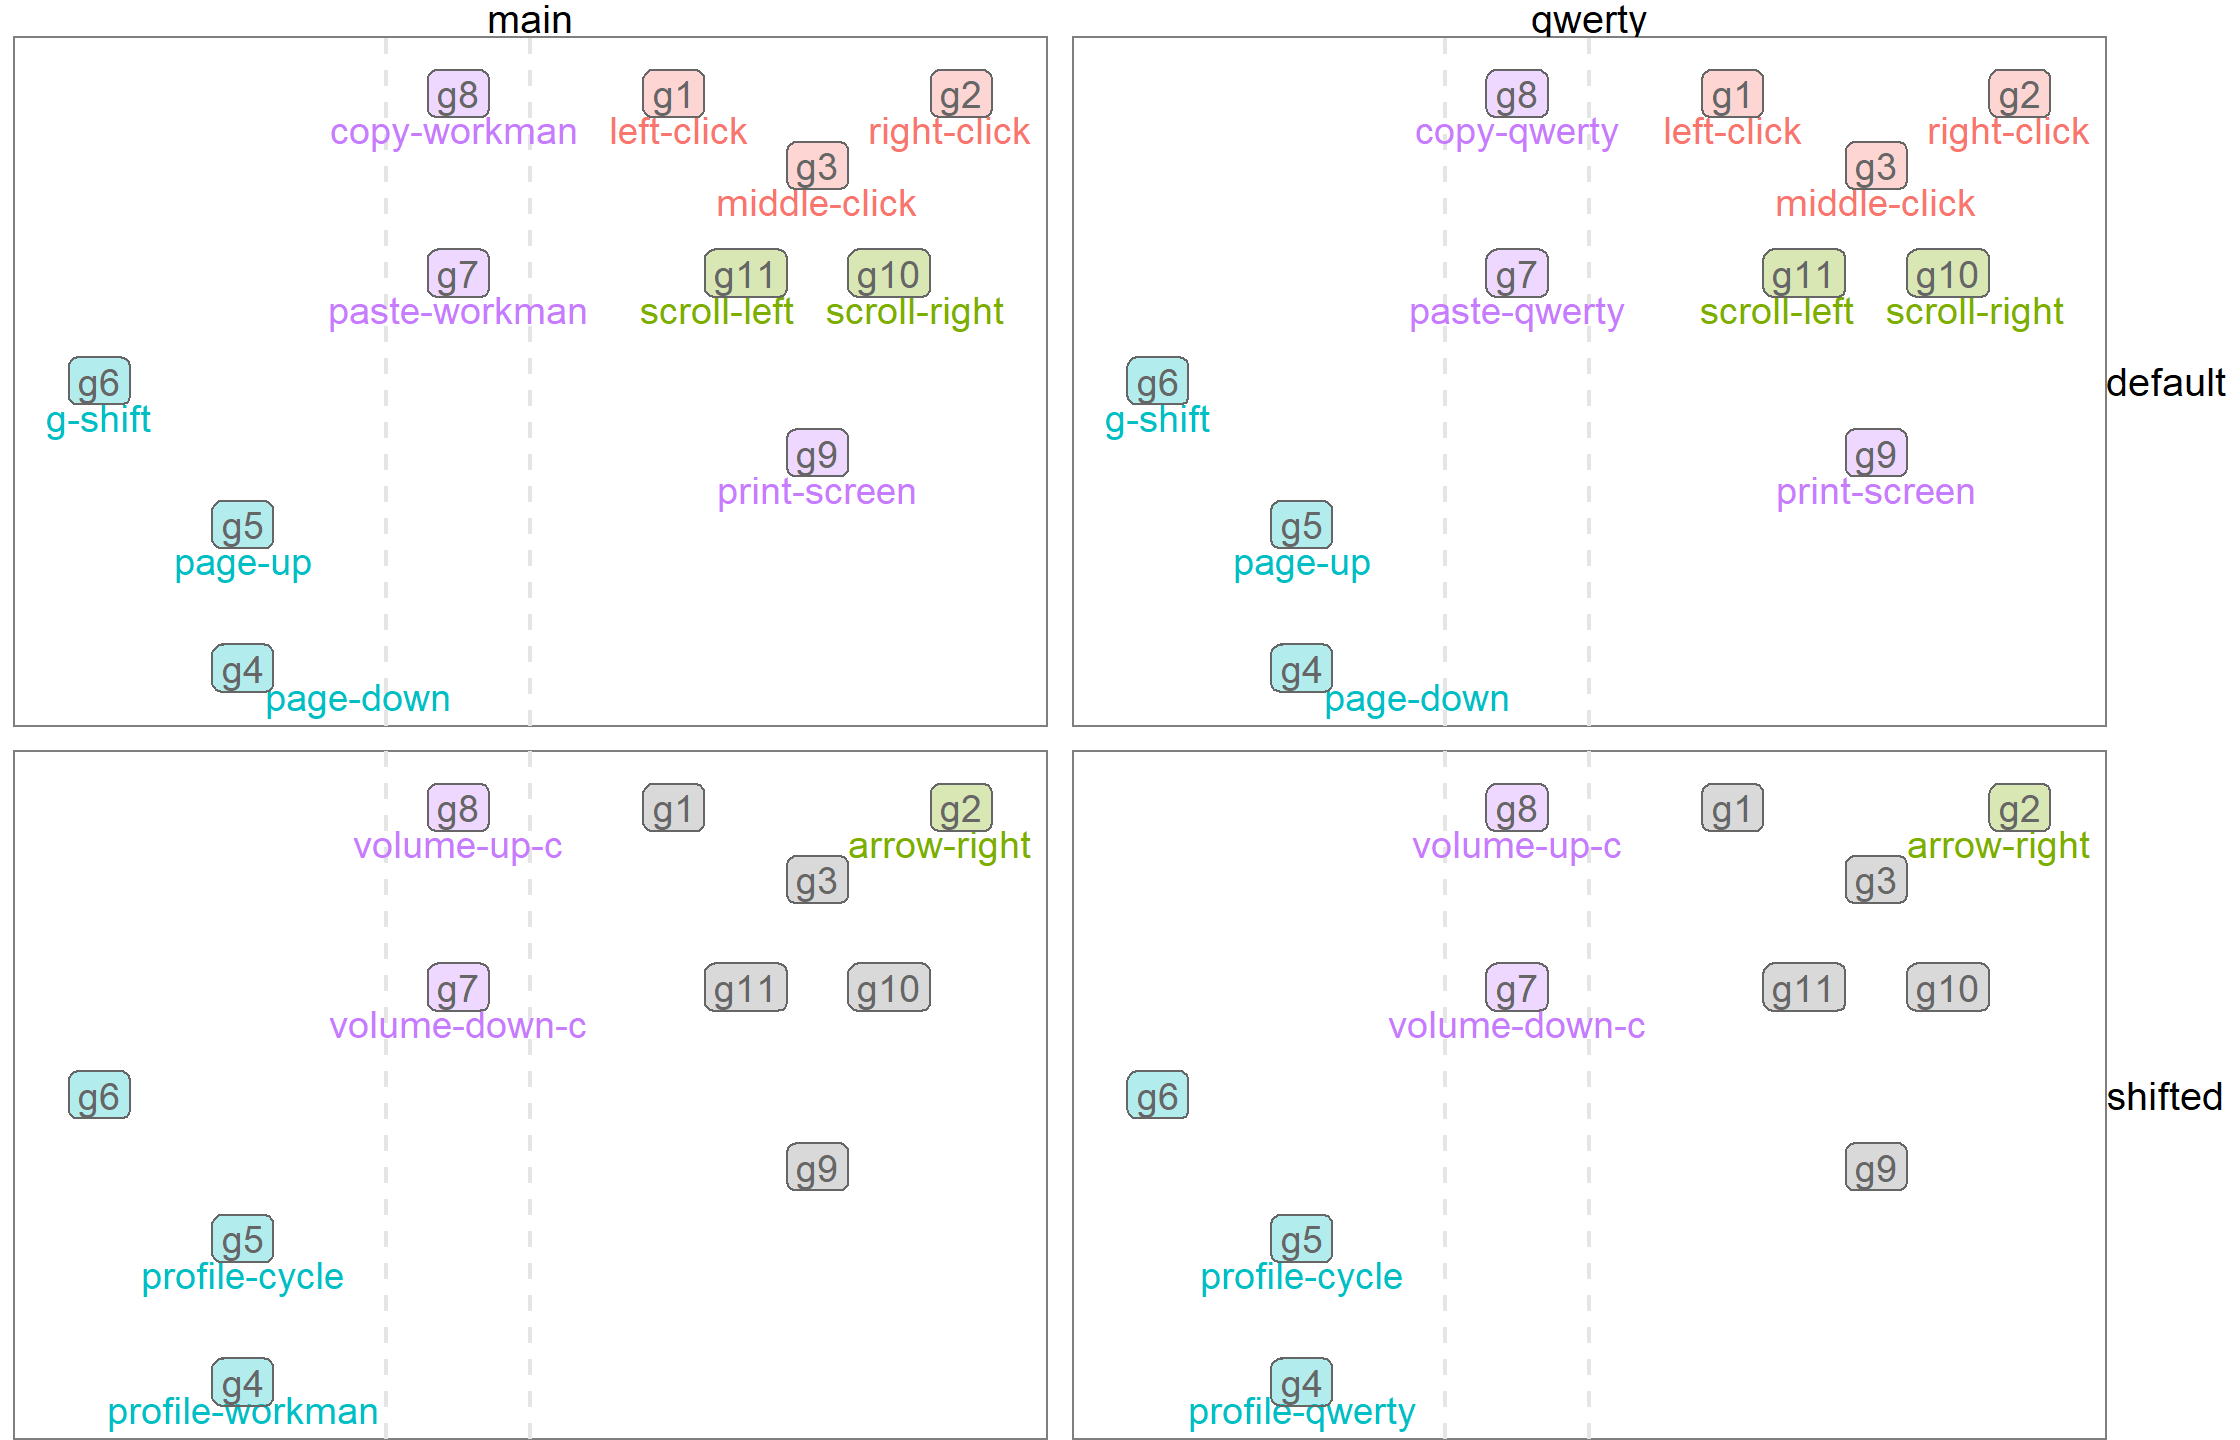 main
qwerty
g8
g1
g2
copy-workman
left-click
right-click
g3
middle-click
g7
g11
g10
paste-workman
scroll-left
scroll-right
g6
g-shift
g9
print-screen
g5
page-up
g4
page-down
g8
g1
g2
copy-qwerty
left-click
right-click
g3
middle-click
g7
g11
g10
paste-qwerty
scroll-left
scroll-right
g6
g-shift
g9
print-screen
g5
page-up
g4
page-down
default
g8
g1
g2
volume-up-c
arrow-right
g3
g7
g11
g10
volume-down-c
g6
g9
g5
profile-cycle
g4
profile-workman
g8
g1
g2
volume-up-c
arrow-right
g3
g7
g11
g10
volume-down-c
g6
g9
g5
profile-cycle
g4
profile-qwerty
shifted